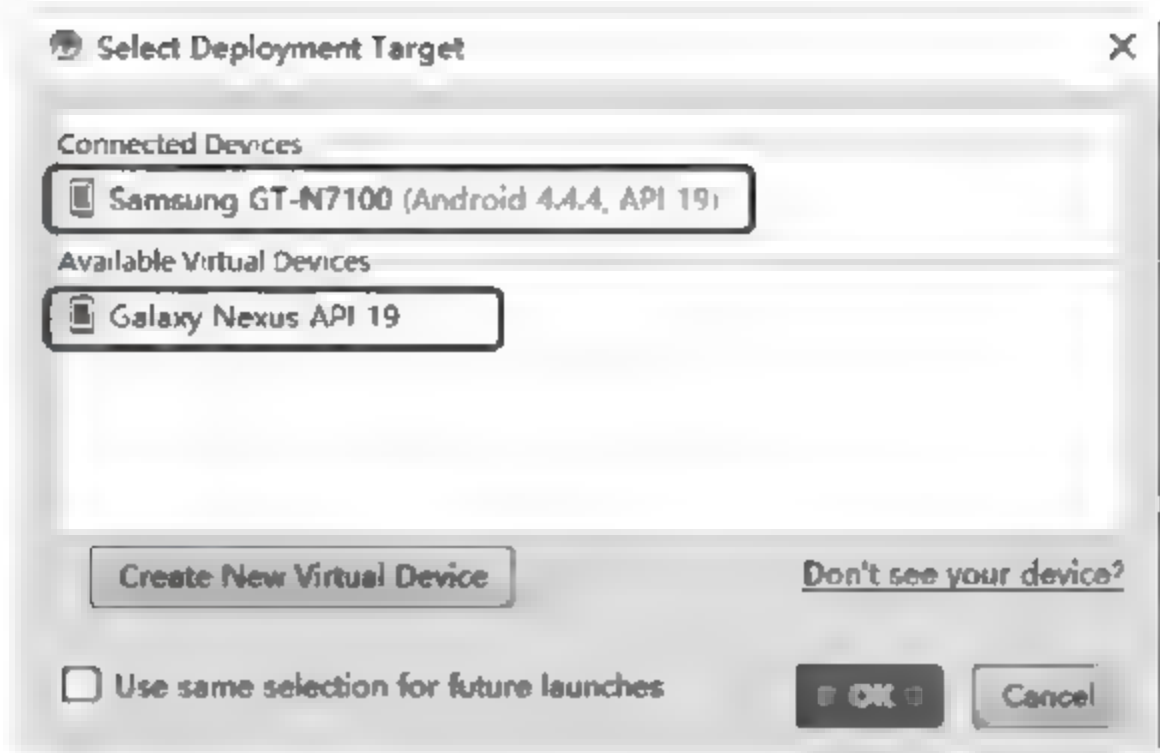 Select Deployment Target
Connected Devices
Samsung GT-N7100 (Android 4.4.4, API 19)
Available Virtual Devices
Galaxy Nexus API 19
Create New Virtual Device
Don't see your device?
Use same selection for future launches
OK
Cancel